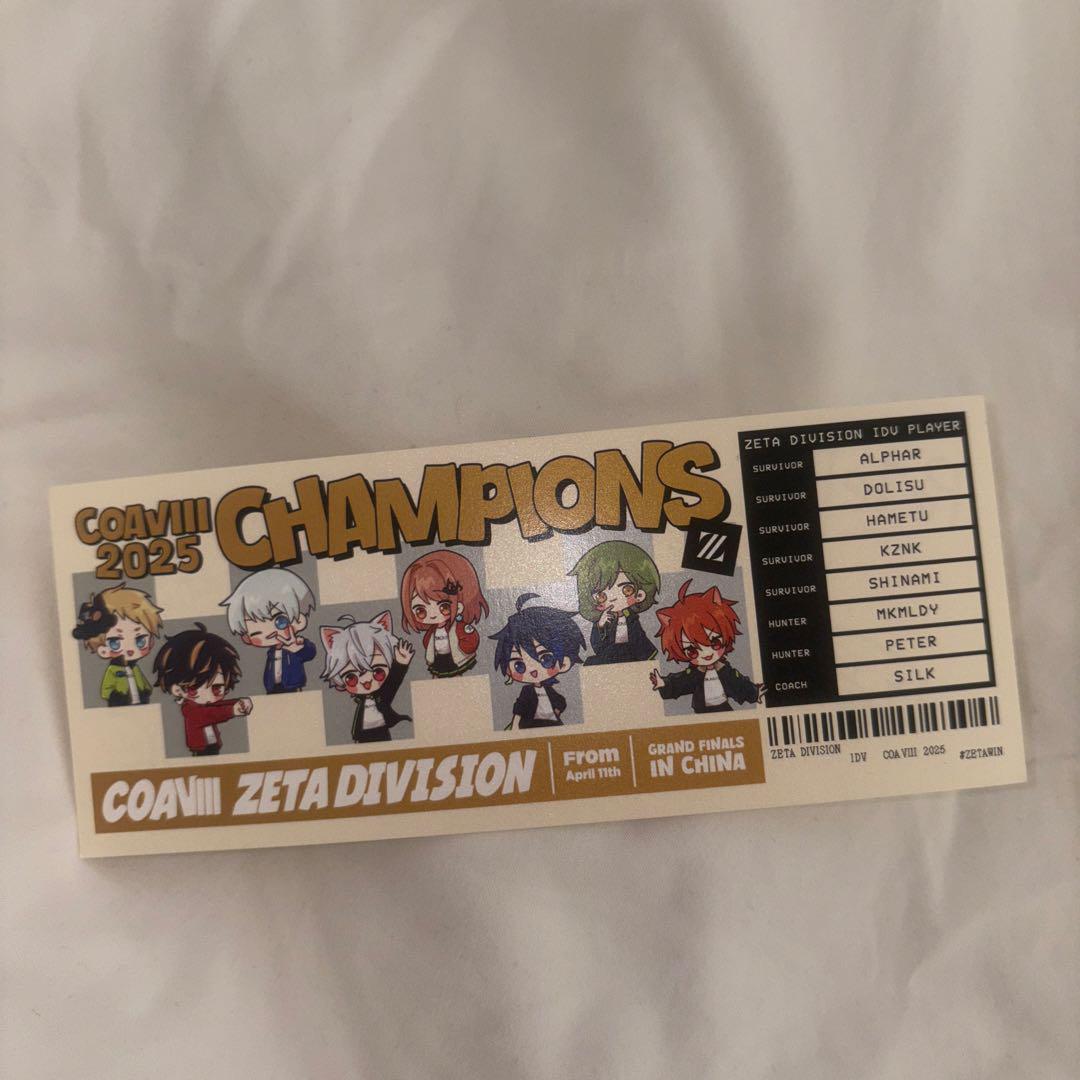 COAVIII
2025
CHAMPIONS
COAVIII ZETA DIVISION
From
April 11th
GRAND FINALS
IN CHINA
ZETA DIVISION IDV PLAYER
SURVIVOR ALPHAR
SURVIVOR DOLISU
SURVIVOR HAMETU
SURVIVOR KZNK
SURVIVOR SHINAMI
HUNTER MKMLDY
HUNTER PETER
COACH SILK
ZETA DIVISION IDV COAVIII 2025 #ZETAWIN